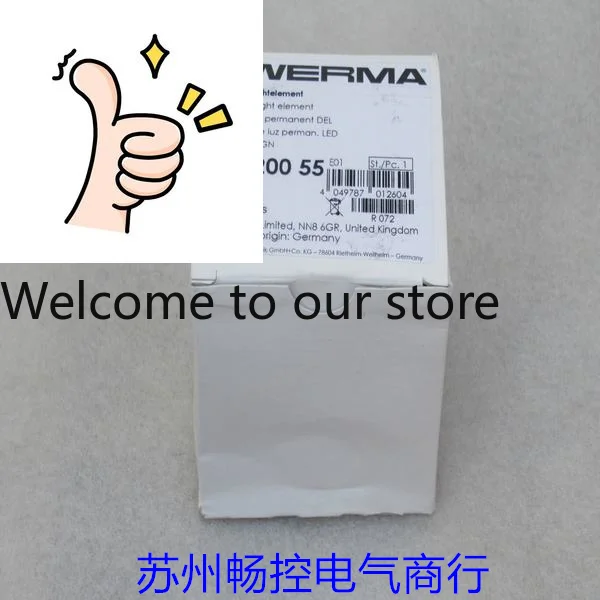 WERMA
ight element
permanent DEL
luz perman. LED
GN
200 55
E01
St./Pc. 1
4 049787 012604
R 072
Limited, NN8 6GR, United Kingdom
origin: Germany
GmbH+Co. KG – 78604 Rietheim-Weilheim – Germany
Welcome to our store
苏州畅控电气商行